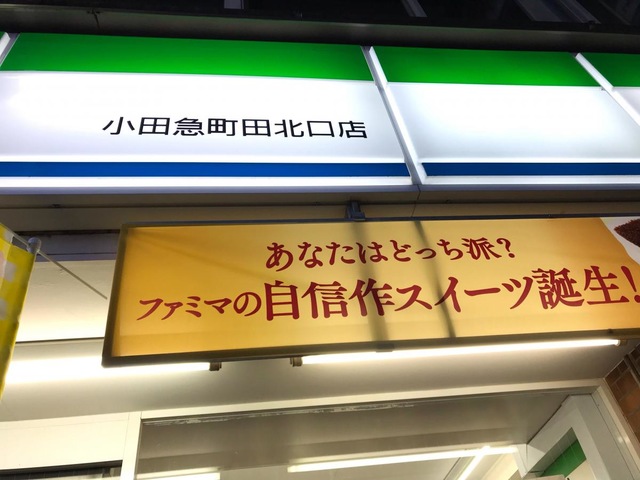 小田急町田北口店
あなたはどっち派?
ファミマの自信作スイーツ誕生!